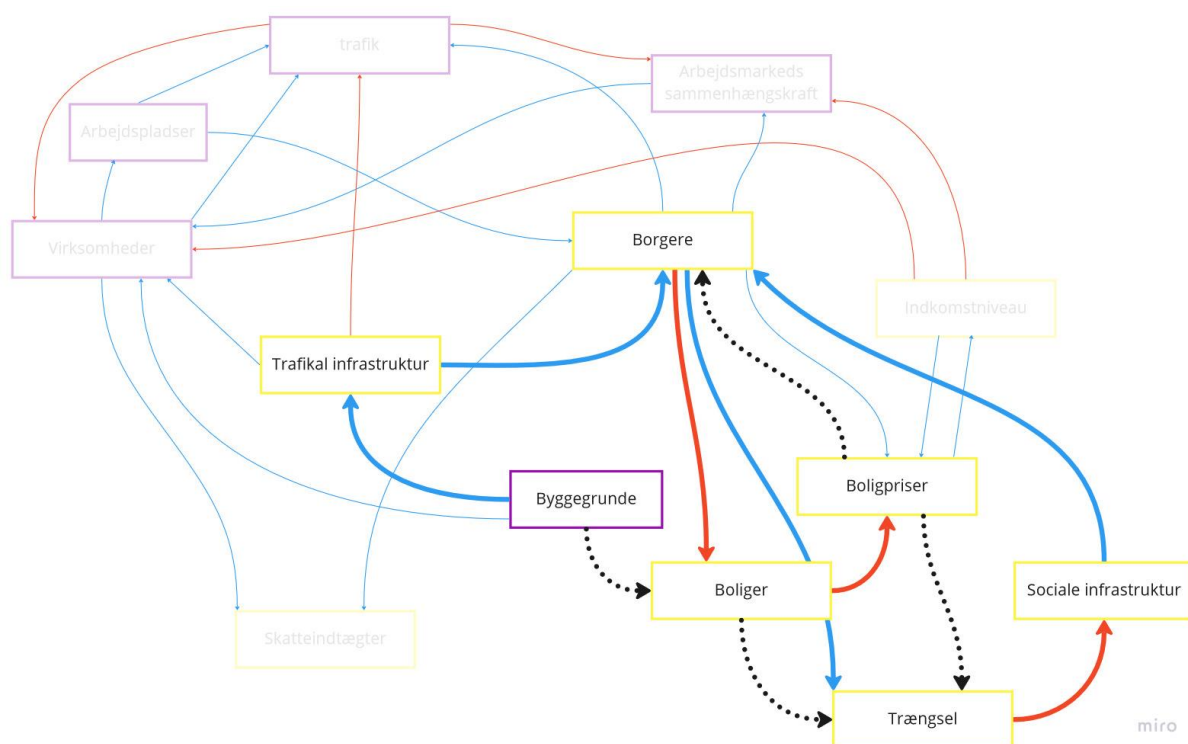 trafik
Arbejdsmarkeds
sammenhængskraft
Arbejdspladser
Borgere
Virksomheder
Indkomstniveau
Trafikal infrastruktur
Boligpriser
Byggegrunde
Boliger
Sociale infrastruktur
Skatteindtægter
Trængsel
miro